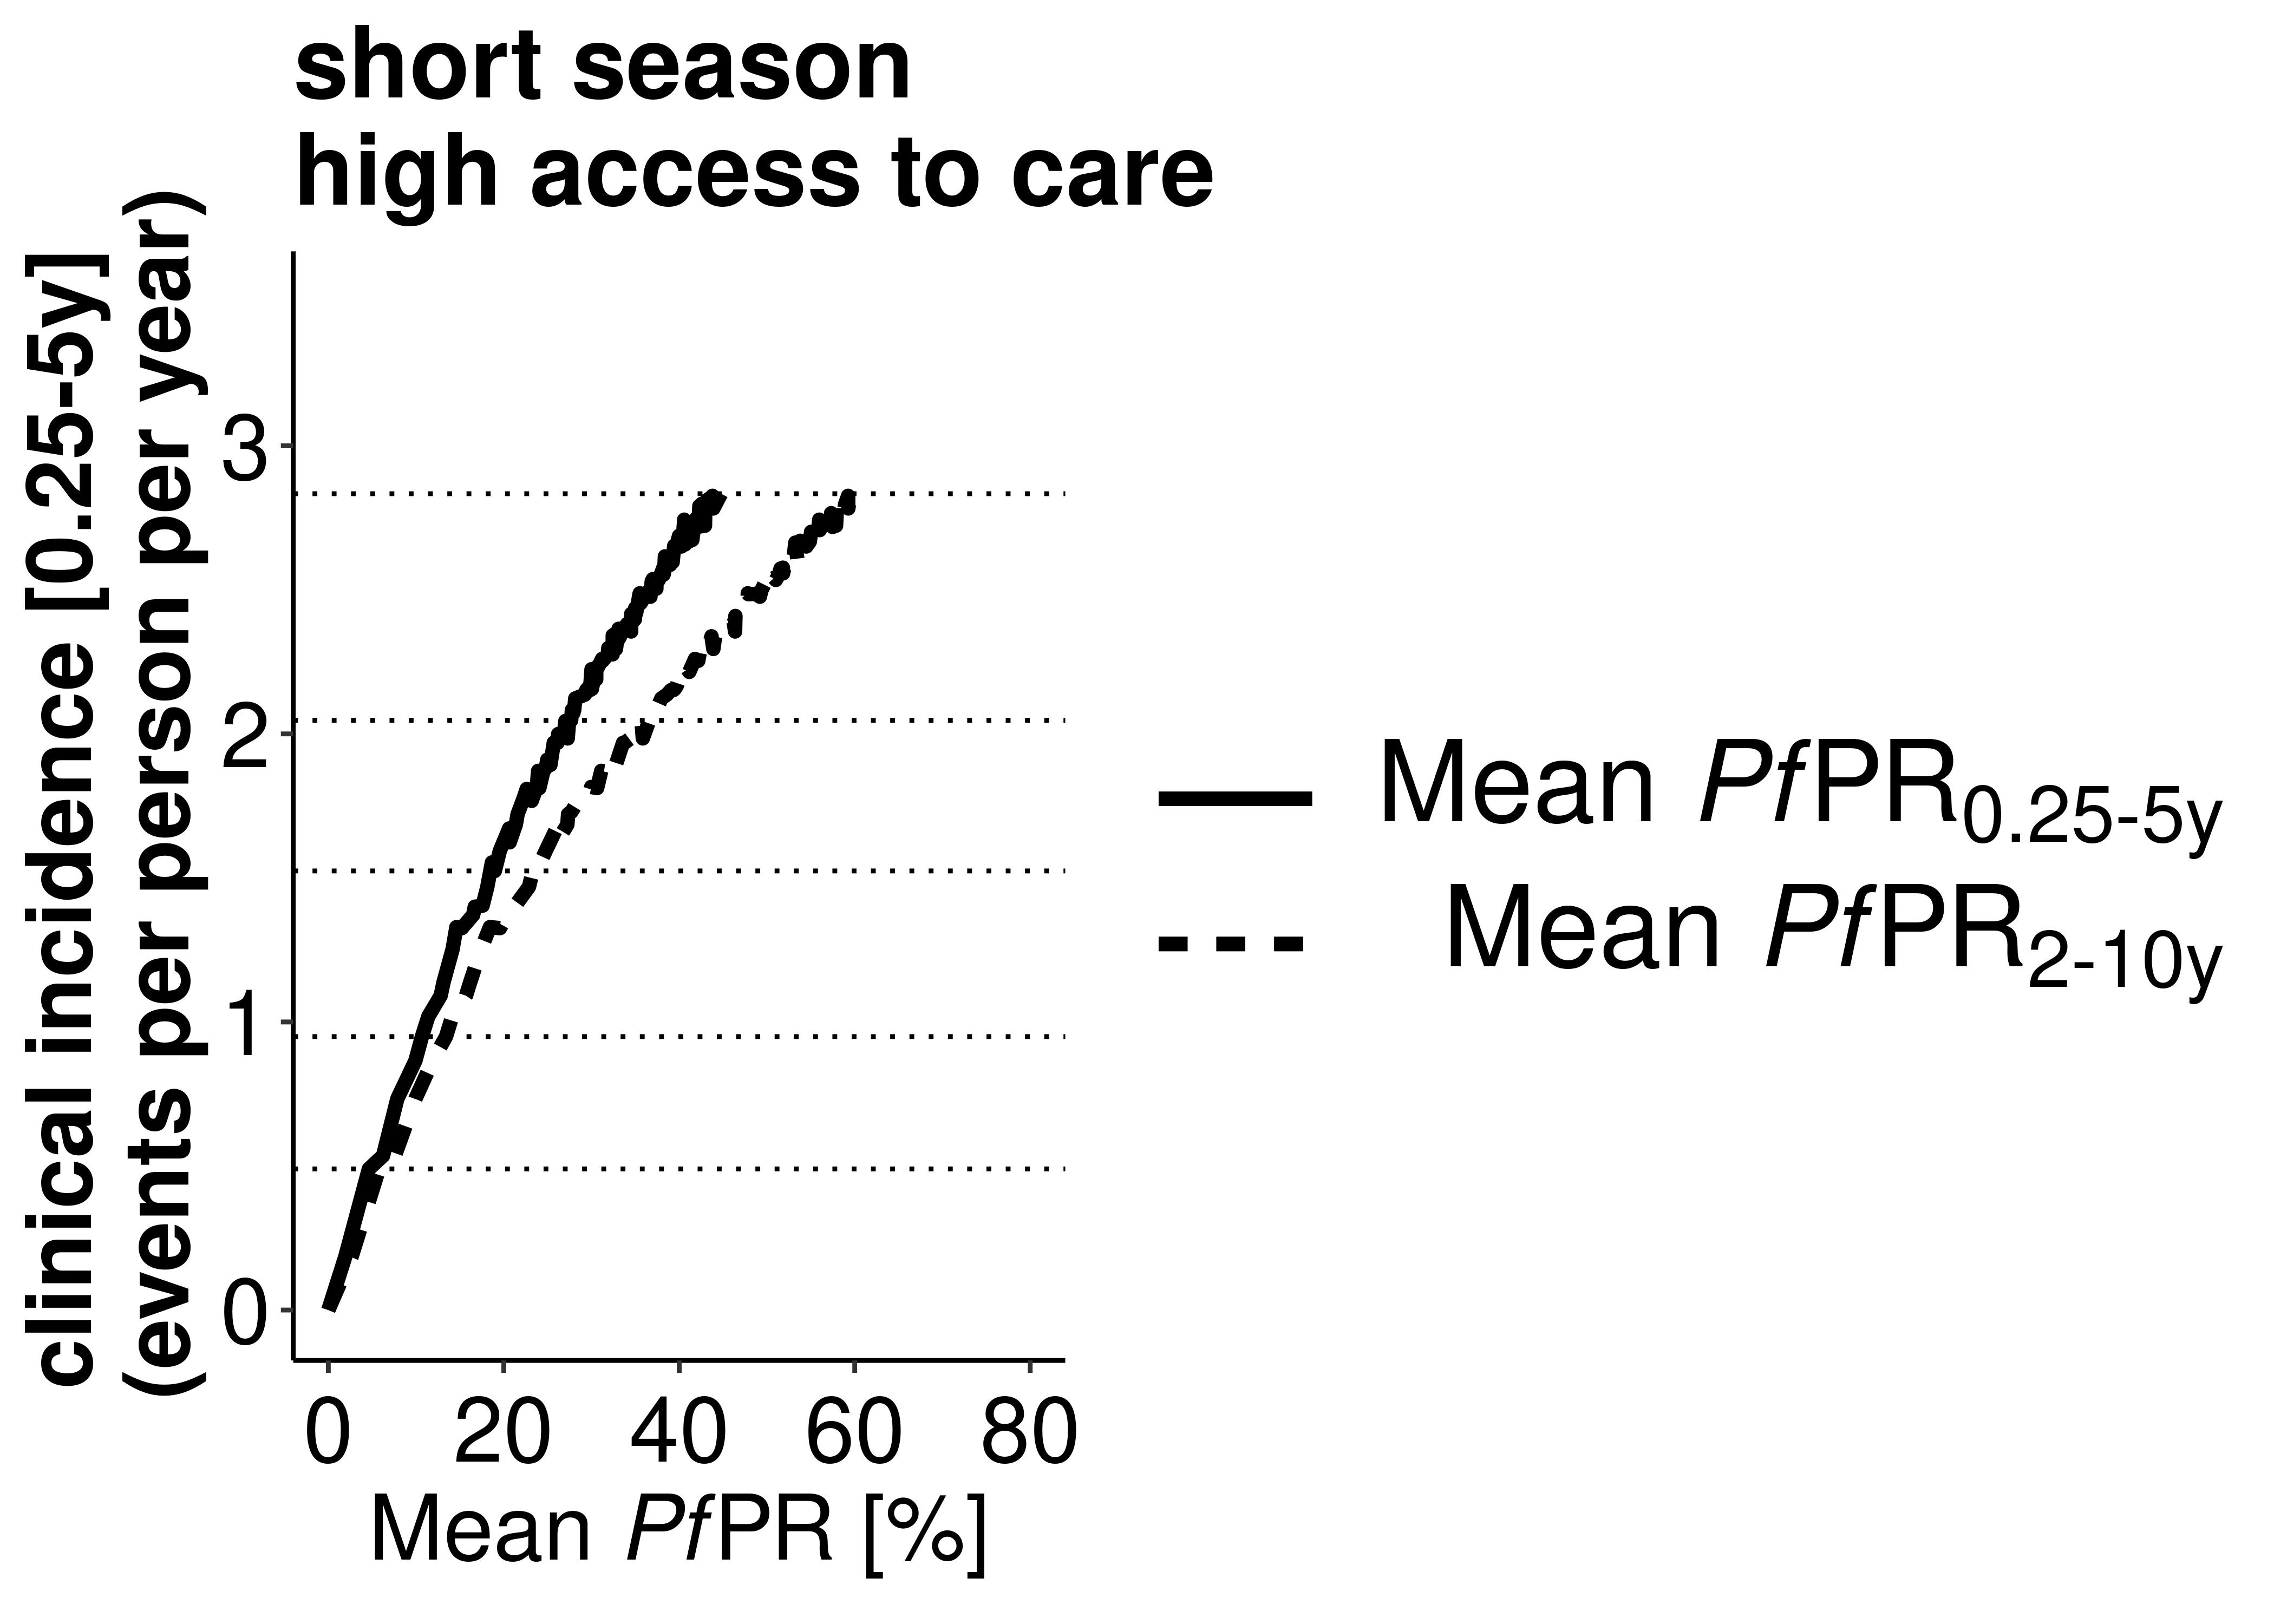 short season
high access to care
clinical incidence [0.25-5y]
(events per person per year)
3
2
1
0
0 20 40 60 80
Mean PfPR [%]
Mean PfPR0.25-5y
Mean PfPR2-10y